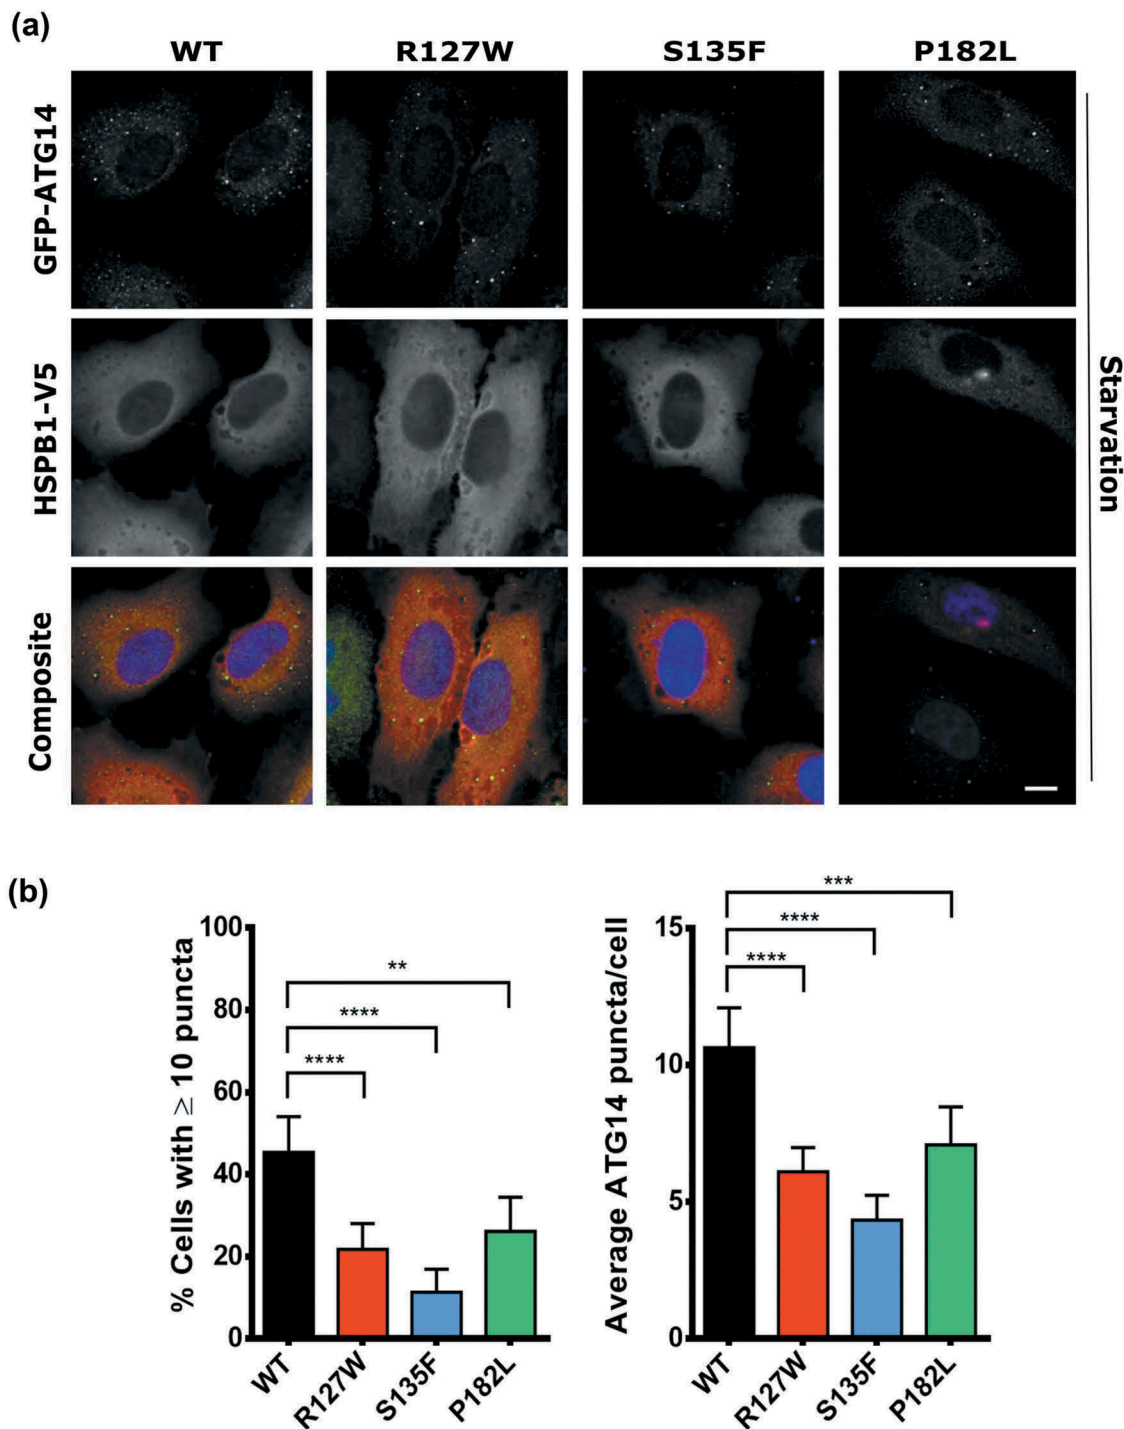 (a)
WT R127W S135F P182L
GFP-ATG14
HSPB1-V5
Composite
Starvation
(b)
% Cells with ≥ 10 puncta
100
80
60
40
20
0
**
****
****
WT R127W S135F P182L
Average ATG14 puncta/cell
15
10
5
0
***
****
****
WT R127W S135F P182L